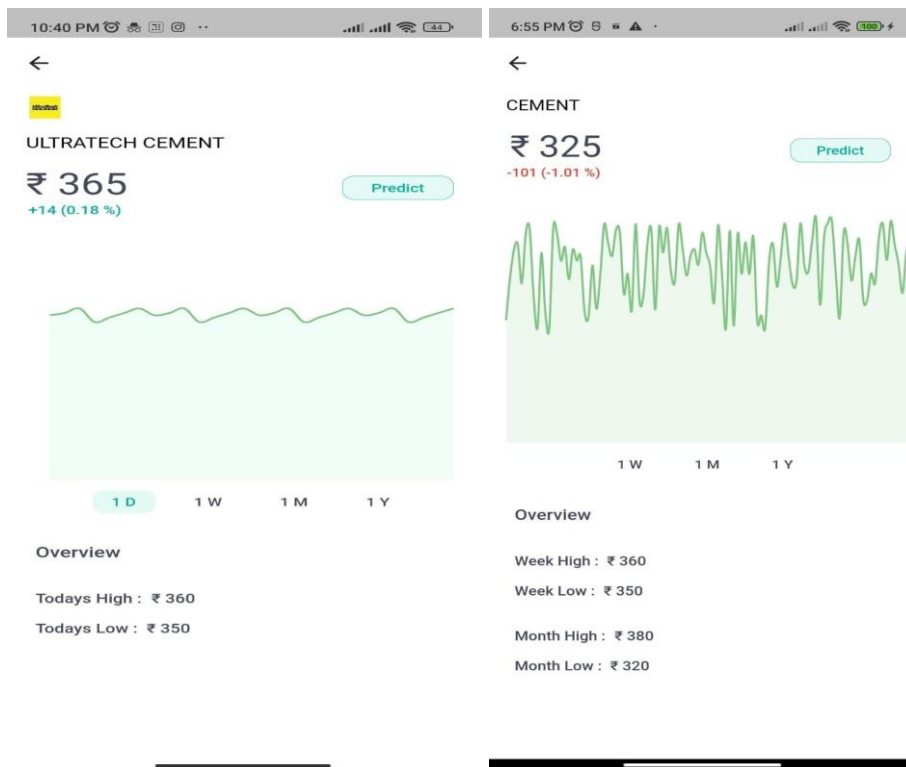 10:40 PM
44
ULTRATECH CEMENT
₹ 365
Predict
+14 (0.18 %)
1 D 1 W 1 M 1 Y
Overview
Todays High : ₹ 360
Todays Low : ₹ 350
6:55 PM
100
CEMENT
₹ 325
Predict
-101 (-1.01 %)
1 W 1 M 1 Y
Overview
Week High : ₹ 360
Week Low : ₹ 350
Month High : ₹ 380
Month Low : ₹ 320